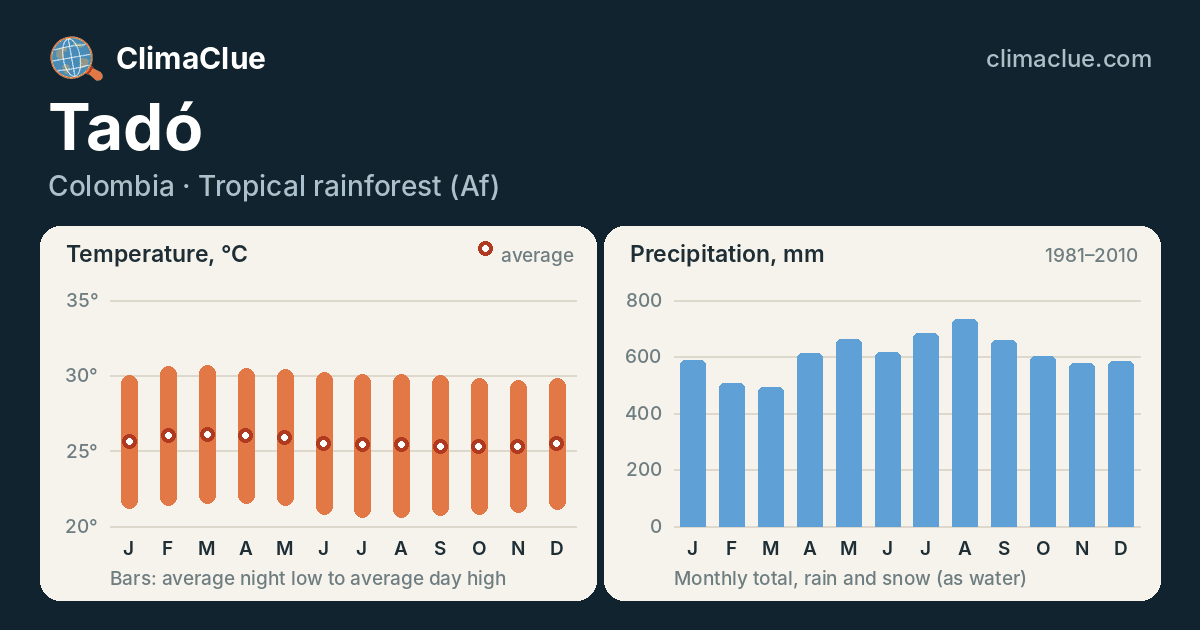 ClimaClue
climaclue.com
Tadó
Colombia · Tropical rainforest (Af)
Temperature, °C
average
35°
30°
25°
20°
J F M A M J J A S O N D
Bars: average night low to average day high
Precipitation, mm
1981–2010
800
600
400
200
0
J F M A M J J A S O N D
Monthly total, rain and snow (as water)